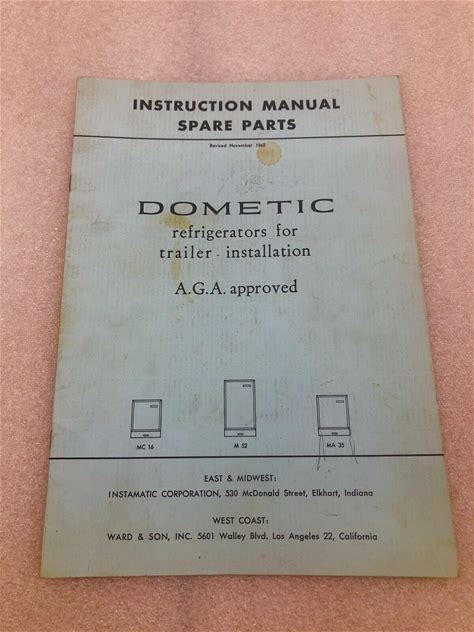 INSTRUCTION MANUAL
SPARE PARTS
Revised November
DOMETIC
refrigerators for
trailer - installation
A.G.A. approved
MC 16
M 52
MA 35
EAST & MIDWEST:
INSTAMATIC CORPORATION, 530 McDonald Street, Elkhart, Indiana
WEST COAST:
WARD & SON, INC. 5601 Walley Blvd. Los Angeles 22, California